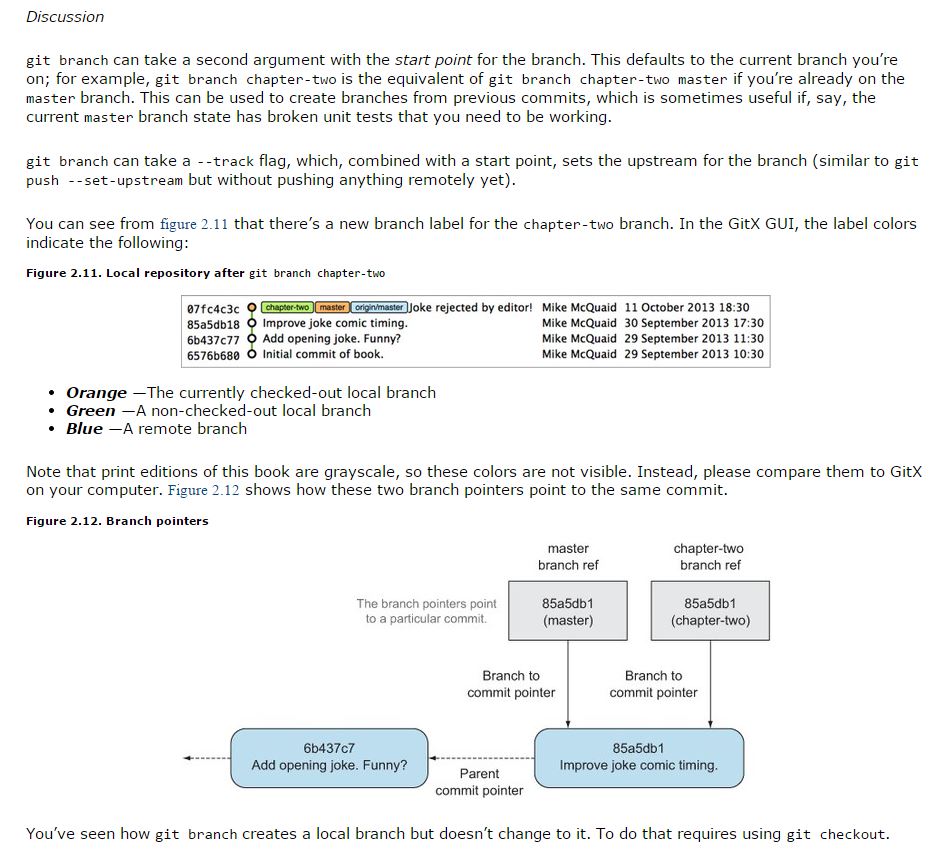 Discussion
git branch can take a second argument with the start point for the branch. This defaults to the current branch you're
on; for example, git branch chapter-two is the equivalent of git branch chapter-two master if you're already on the
master branch. This can be used to create branches from previous commits, which is sometimes useful if, say, the
current master branch state has broken unit tests that you need to be working.
git branch can take a --track flag, which, combined with a start point, sets the upstream for the branch (similar to git
push --set-upstream but without pushing anything remotely yet).
You can see from figure 2.11 that there's a new branch label for the chapter-two branch. In the GitX GUI, the label colors
indicate the following:
Figure 2.11. Local repository after git branch chapter-two
07fc4c3c chapter-two master origin/master Joke rejected by editor! Mike McQuaid 11 October 2013 18:30
85a5db18 Improve joke comic timing. Mike McQuaid 30 September 2013 17:30
6b437c77 Add opening joke. Funny? Mike McQuaid 29 September 2013 11:30
6576b680 Initial commit of book. Mike McQuaid 29 September 2013 10:30
• Orange —The currently checked-out local branch
• Green —A non-checked-out local branch
• Blue —A remote branch
Note that print editions of this book are grayscale, so these colors are not visible. Instead, please compare them to GitX
on your computer. Figure 2.12 shows how these two branch pointers point to the same commit.
Figure 2.12. Branch pointers
master
branch ref
chapter-two
branch ref
The branch pointers point
to a particular commit.
85a5db1
(master)
85a5db1
(chapter-two)
Branch to
commit pointer
Branch to
commit pointer
6b437c7
Add opening joke. Funny?
Parent
commit pointer
85a5db1
Improve joke comic timing.
You've seen how git branch creates a local branch but doesn't change to it. To do that requires using git checkout.